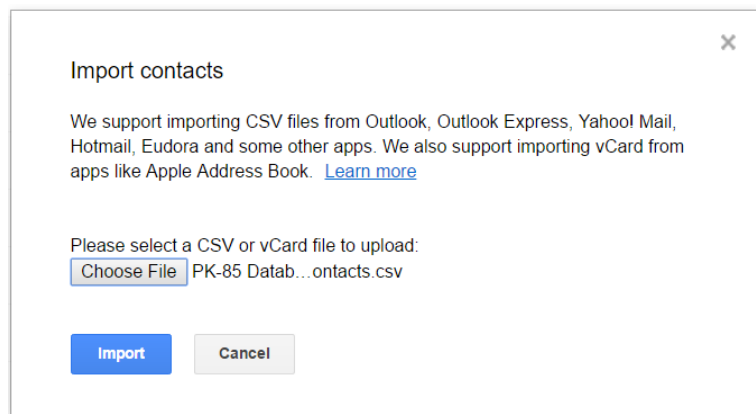 Import contacts
We support importing CSV files from Outlook, Outlook Express, Yahoo! Mail,
Hotmail, Eudora and some other apps. We also support importing vCard from
apps like Apple Address Book. Learn more
Please select a CSV or vCard file to upload:
Choose File PK-85 Datab...ontacts.csv
Import Cancel